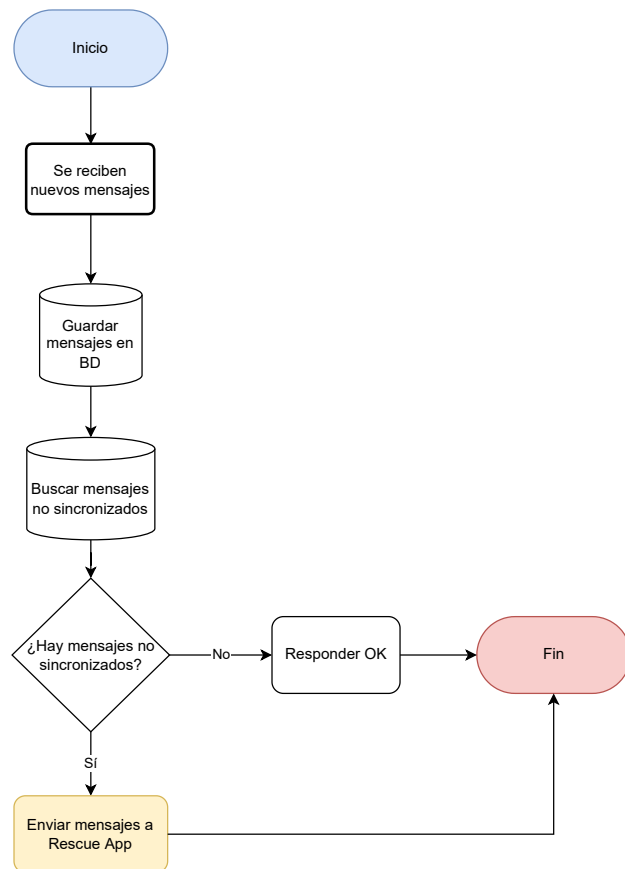 Inicio
Se reciben
nuevos mensajes
Guardar
mensajes en
BD
Buscar mensajes
no sincronizados
¿Hay mensajes no
sincronizados?
No
Responder OK
Fin
Sí
Enviar mensajes a
Rescue App